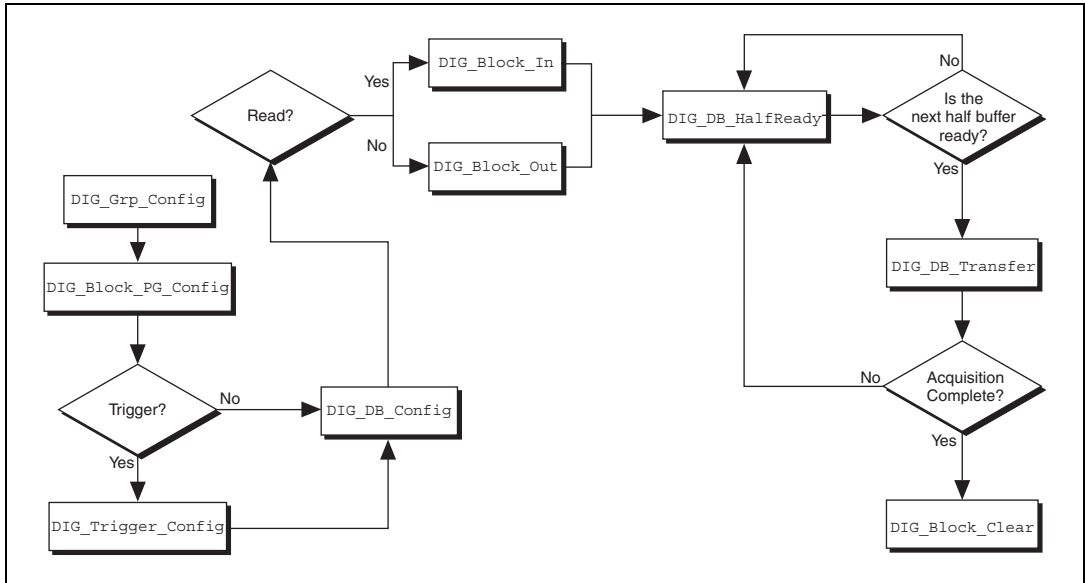 DIG_Grp_Config
DIG_Block_PG_Config
Trigger?
No
Yes
DIG_Trigger_Config
DIG_DB_Config
Read?
Yes
No
DIG_Block_In
DIG_Block_Out
DIG_DB_HalfReady
No
Is the
next half buffer
ready?
Yes
DIG_DB_Transfer
No
Acquisition
Complete?
Yes
DIG_Block_Clear